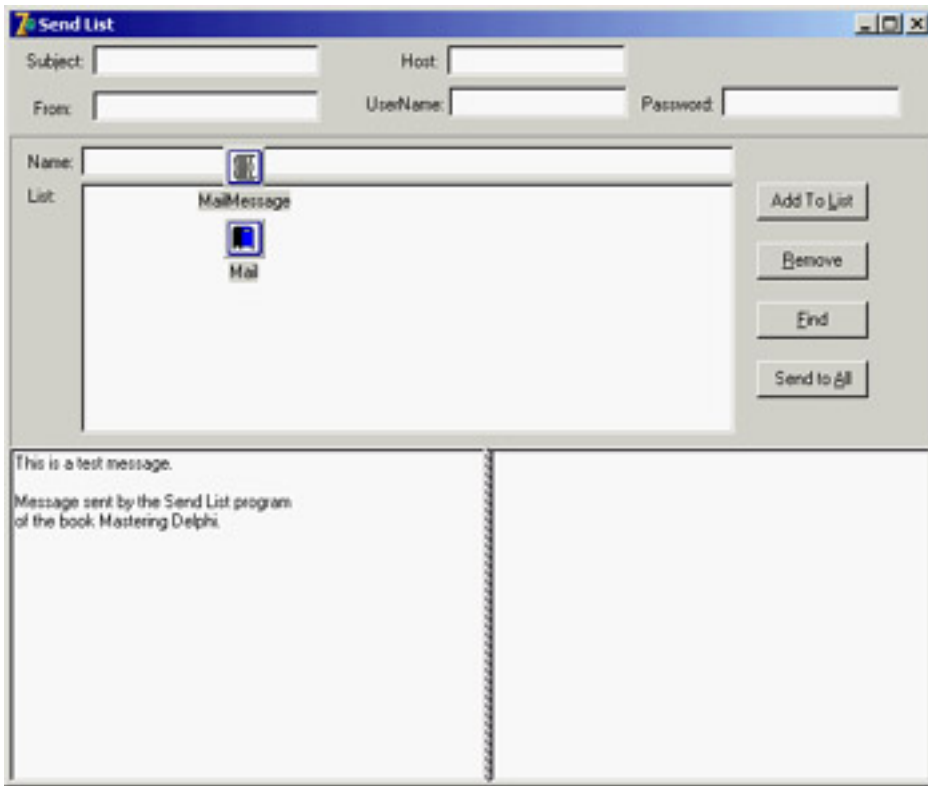 Send List
Subject:
Host:
From:
UserName:
Password:
Name:
List:
MailMessage
Mail
Add To List
Remove
Find
Send to All
This is a test message.
Message sent by the Send List program
of the book Mastering Delphi.